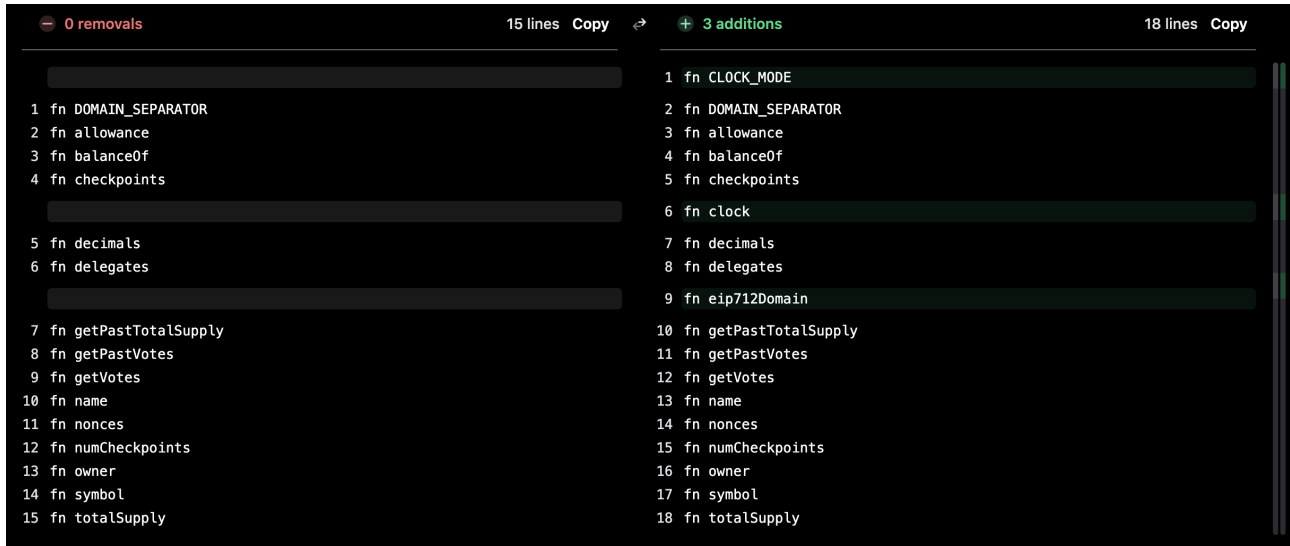 0 removals
15 lines Copy
1 fn DOMAIN_SEPARATOR
2 fn allowance
3 fn balanceOf
4 fn checkpoints
5 fn decimals
6 fn delegates
7 fn getPastTotalSupply
8 fn getPastVotes
9 fn getVotes
10 fn name
11 fn nonces
12 fn numCheckpoints
13 fn owner
14 fn symbol
15 fn totalSupply
3 additions
18 lines Copy
1 fn CLOCK_MODE
2 fn DOMAIN_SEPARATOR
3 fn allowance
4 fn balanceOf
5 fn checkpoints
6 fn clock
7 fn decimals
8 fn delegates
9 fn eip712Domain
10 fn getPastTotalSupply
11 fn getPastVotes
12 fn getVotes
13 fn name
14 fn nonces
15 fn numCheckpoints
16 fn owner
17 fn symbol
18 fn totalSupply